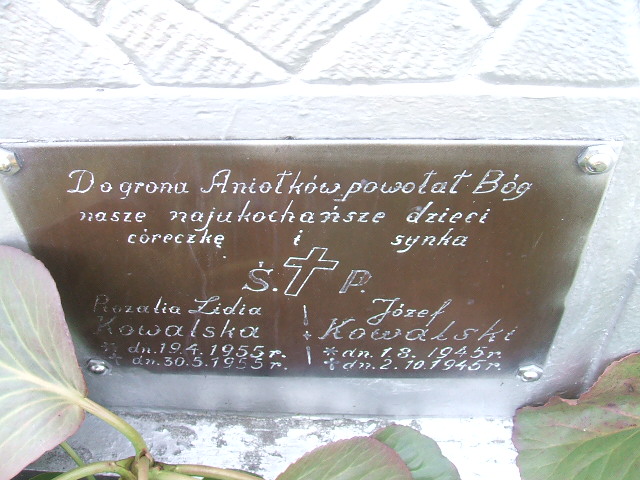 Do grona Aniołków powołał Bóg
nasze najukochańsze dzieci
córeczkę i synka
Ś. P.
Rozalia Lidia Józef
Kowalska Kowalski
* dn. 19.4.1955 r. * dn. 1.8.1945 r.
dn. 30.5.1955 r. dn. 2.10.1945 r.